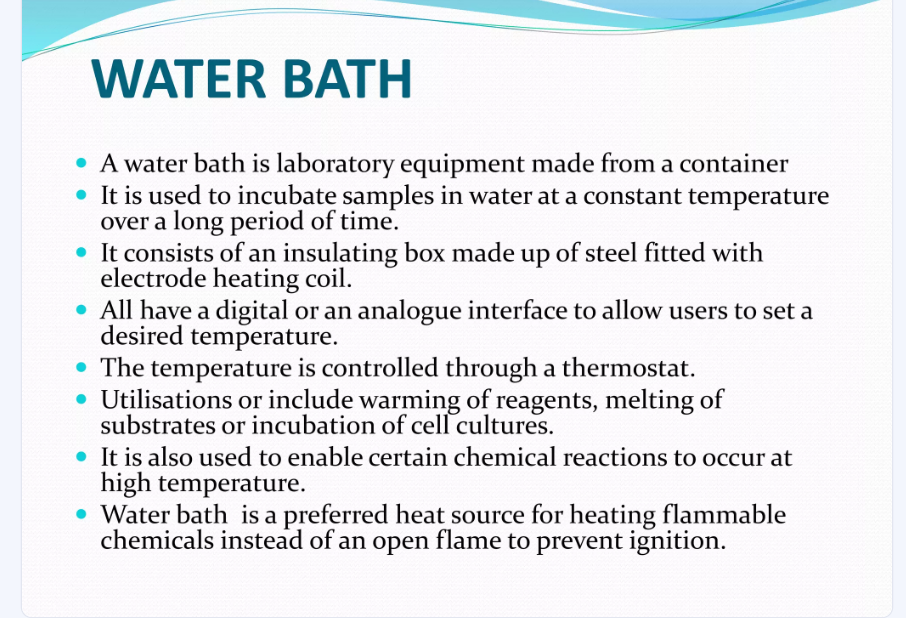 WATER BATH
A water bath is laboratory equipment made from a container
It is used to incubate samples in water at a constant temperature
over a long period of time.
It consists of an insulating box made up of steel fitted with
electrode heating coil.
All have a digital or an analogue interface to allow users to set a
desired temperature.
The temperature is controlled through a thermostat.
Utilisations or include warming of reagents, melting of
substrates or incubation of cell cultures.
It is also used to enable certain chemical reactions to occur at
high temperature.
Water bath  is a preferred heat source for heating flammable
chemicals instead of an open flame to prevent ignition.